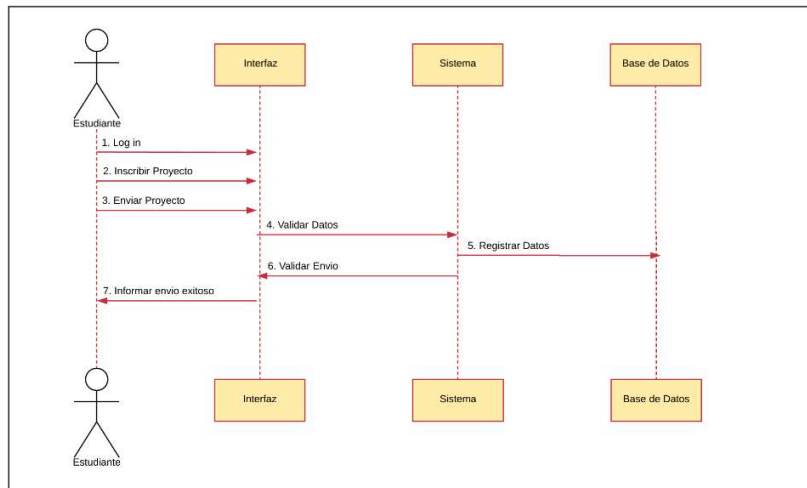 Interfaz
Sistema
Base de Datos
Estudiante
1. Log in
2. Inscribir Proyecto
3. Enviar Proyecto
4. Validar Datos
5. Registrar Datos
6. Validar Envio
7. Informar envio exitoso
Interfaz
Sistema
Base de Datos
Estudiante